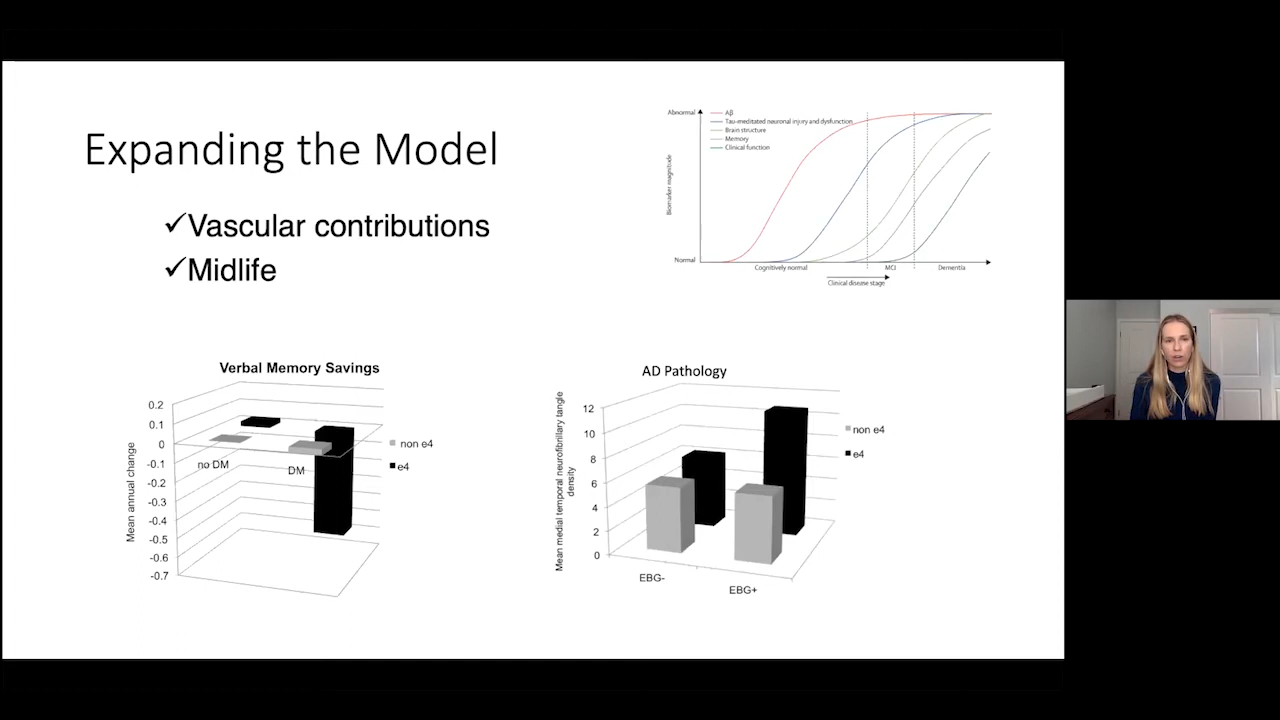 Expanding the Model
✓Vascular contributions
✓Midlife
Abnormal
Aβ
Tau-meditated neuronal injury and dysfunction
Brain structure
Memory
Clinical function
Biomarker magnitude
Normal
Cognitively normal
MCI
Dementia
Clinical disease stage
Verbal Memory Savings
0.2
0.1
0
-0.1
-0.2
-0.3
-0.4
-0.5
-0.6
-0.7
Mean annual change
no DM
DM
non e4
e4
AD Pathology
12
10
8
6
4
2
0
Mean medial temporal neurofibrillary tangle
density
EBG-
EBG+
non e4
e4